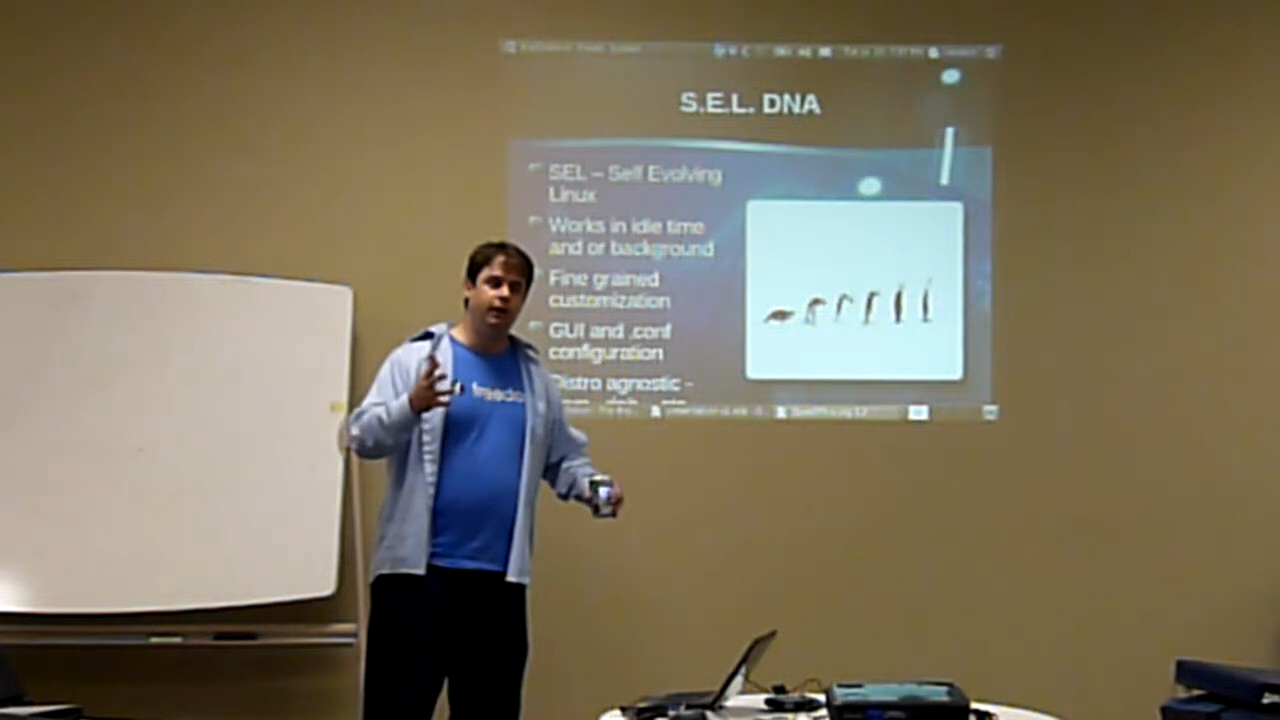 S.E.L. DNA
SEL – Self Evolving
Linux
Works in idle time
and or background
Fine grained
customization
GUI and .conf
configuration
Distro agnostic -
freedo